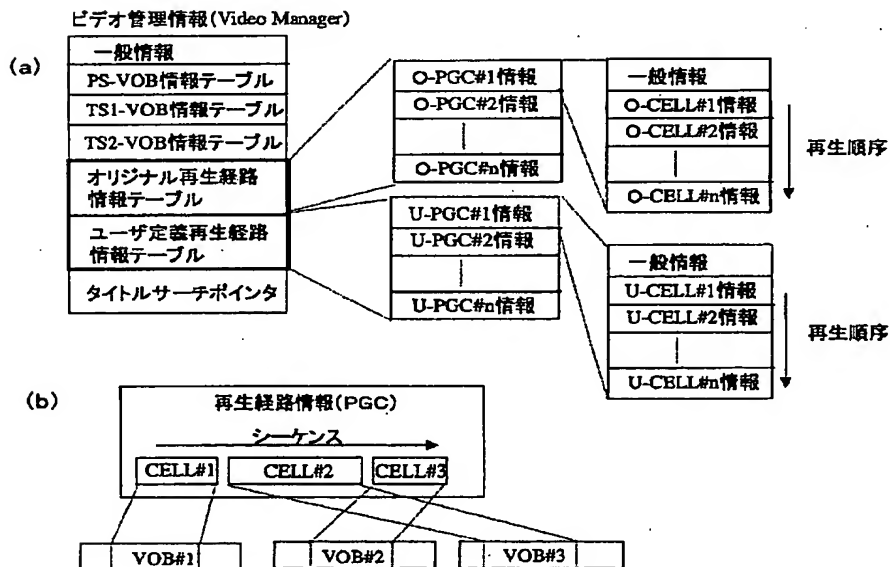 ビデオ管理情報(Video Manager)
(a)
一般情報
PS-VOB情報テーブル
TS1-VOB情報テーブル
TS2-VOB情報テーブル
オリジナル再生経路
情報テーブル
ユーザ定義再生経路
情報テーブル
タイトルサーチポインタ
O-PGC#1情報
O-PGC#2情報
O-PGC#n情報
U-PGC#1情報
U-PGC#2情報
U-PGC#n情報
一般情報
O-CELL#1情報
O-CELL#2情報
O-CELL#n情報
再生順序
一般情報
U-CELL#1情報
U-CELL#2情報
U-CELL#n情報
再生順序
(b)
再生経路情報(PGC)
シーケンス
CELL#1 CELL#2 CELL#3
VOB#1 VOB#2 VOB#3